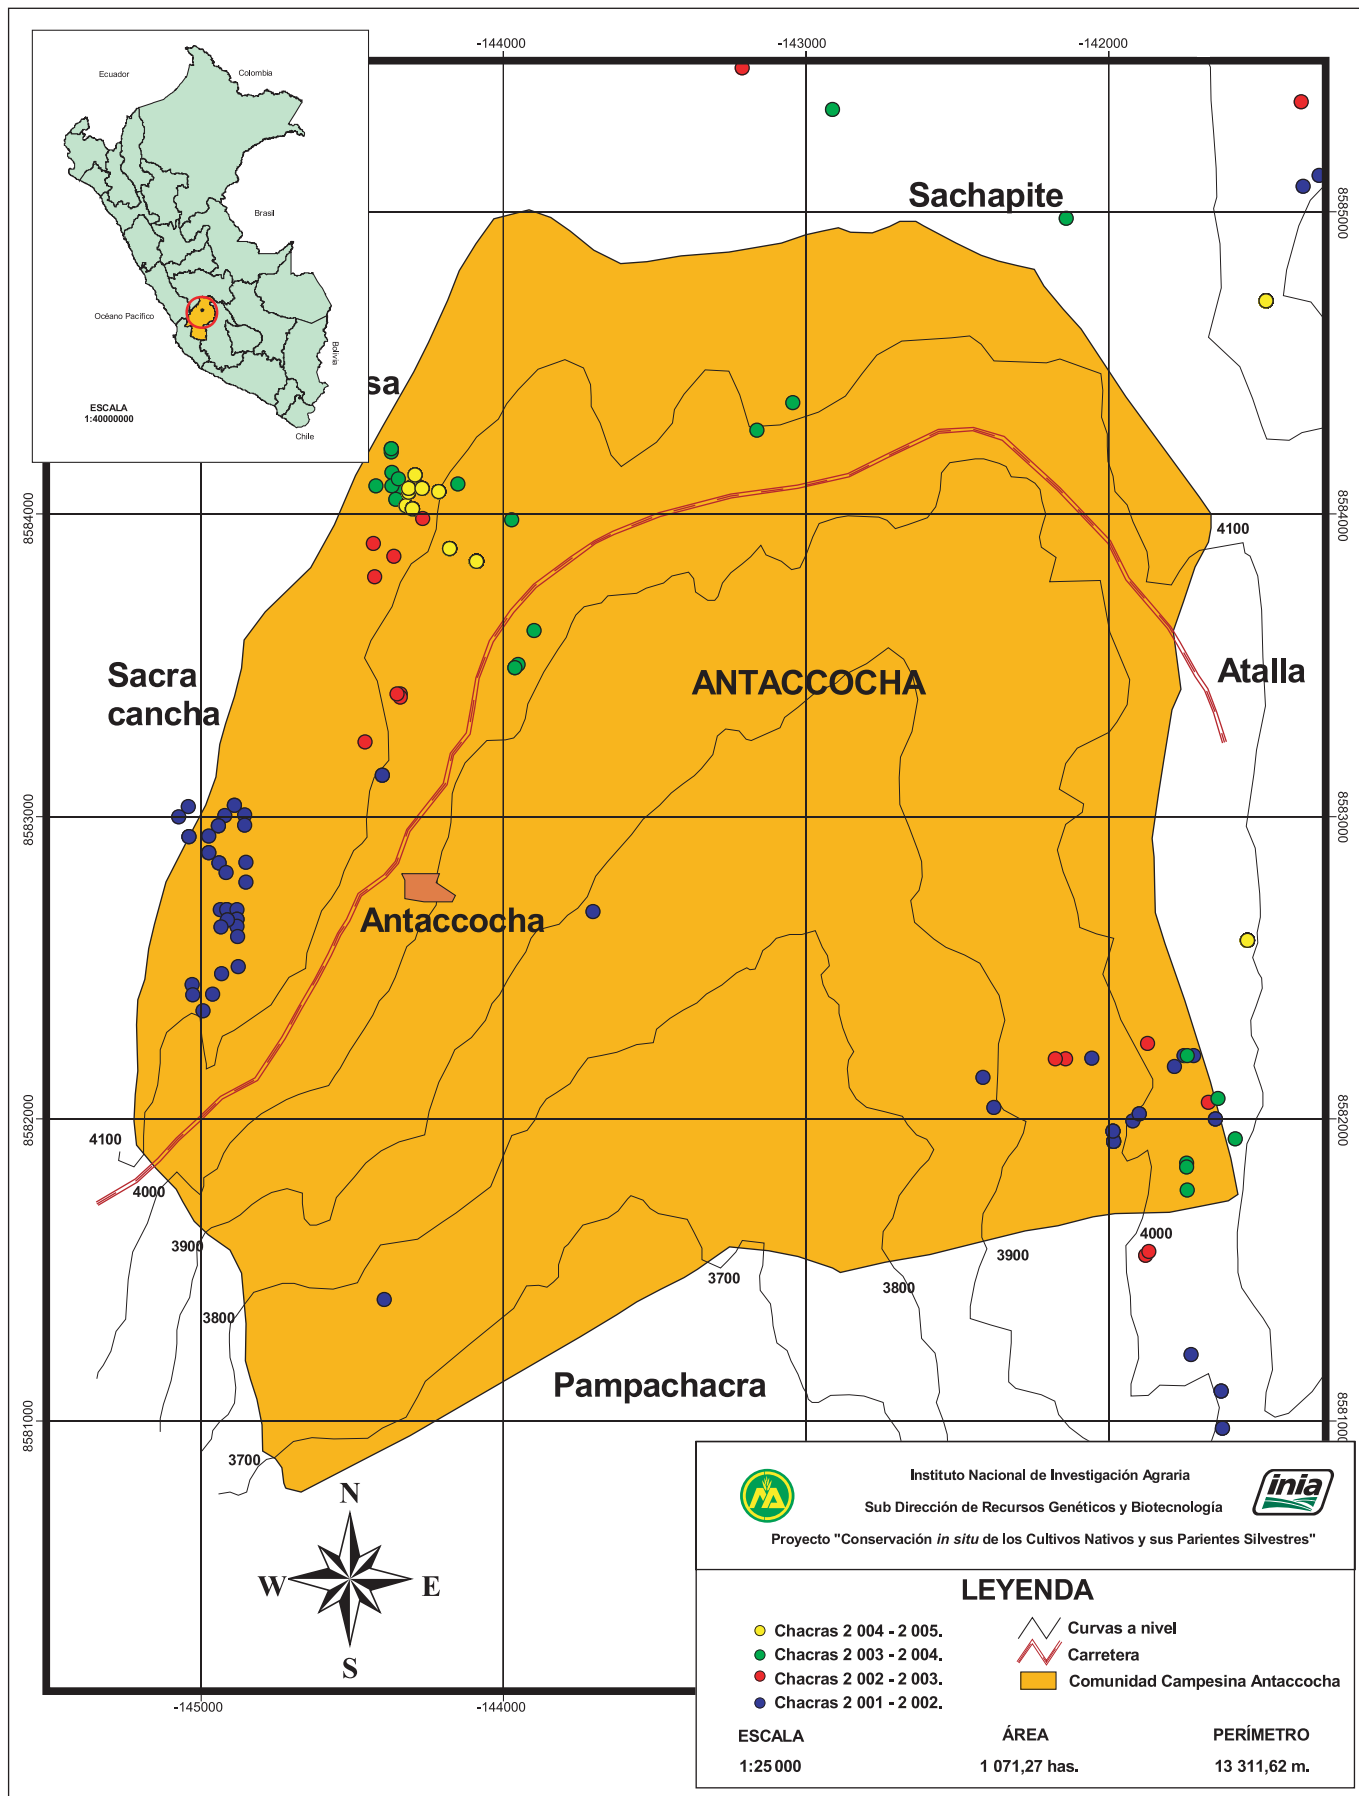 -144000
-143000
-142000
Ecuador
Colombia
Brasil
Océano Pacífico
Bolivia
Chile
ESCALA
1:40000000
Sachapite
8585000
sa
8584000
8584000
4100
Sacra
cancha
ANTACCOCHA
Atalla
8583000
8583000
Antaccocha
8582000
8582000
4100
4000
3900
3800
3700
3700
3800
3900
4000
Pampachacra
8581000
8581000
N
W
E
S
-145000
-144000
Instituto Nacional de Investigación Agraria
Sub Dirección de Recursos Genéticos y Biotecnología
Proyecto "Conservación in situ de los Cultivos Nativos y sus Parientes Silvestres"
inia
LEYENDA
Chacras 2 004 - 2 005.
Chacras 2 003 - 2 004.
Chacras 2 002 - 2 003.
Chacras 2 001 - 2 002.
Curvas a nivel
Carretera
Comunidad Campesina Antaccocha
ESCALA
1:25 000
ÁREA
1 071,27 has.
PERÍMETRO
13 311,62 m.